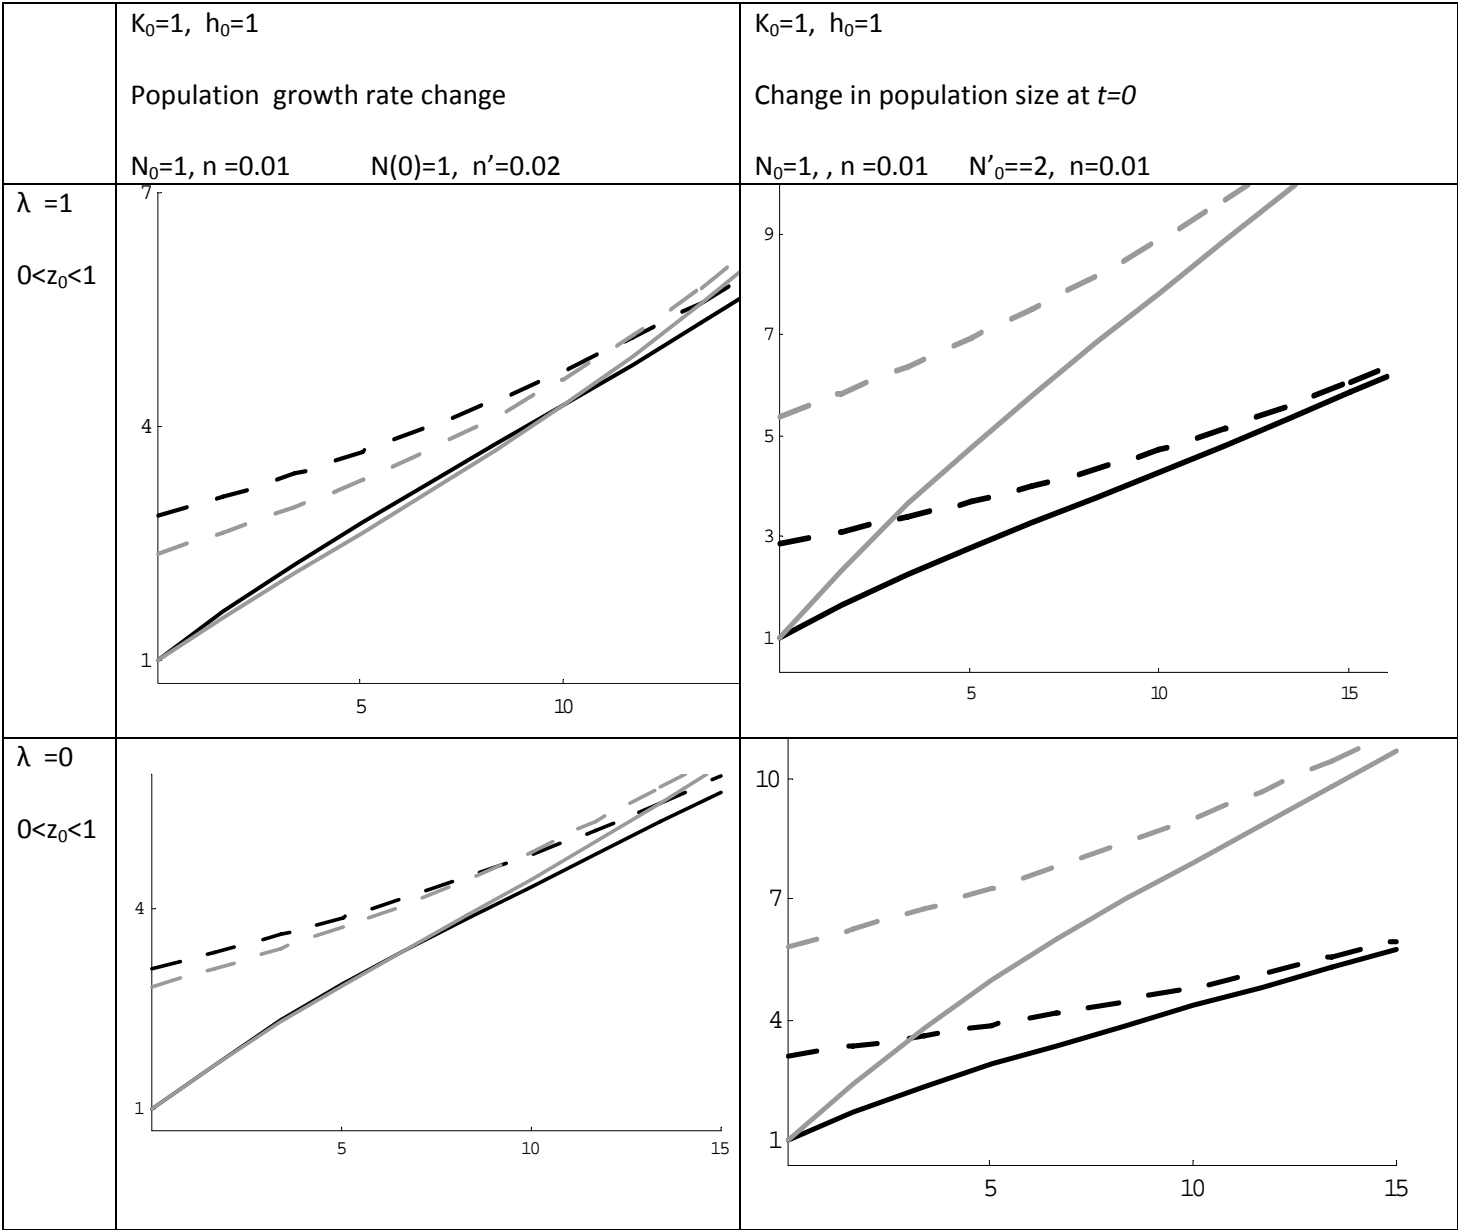 K₀=1, h₀=1
Population growth rate change
N₀=1, n =0.01 N(0)=1, n’=0.02
K₀=1, h₀=1
Change in population size at t=0
N₀=1, , n =0.01 N’₀==2, n=0.01
λ =1
0<z₀<1
7
4
1
5 10
9
7
5
3
1
5 10 15
λ =0
0<z₀<1
4
1
5 10 15
10
7
4
1
5 10 15